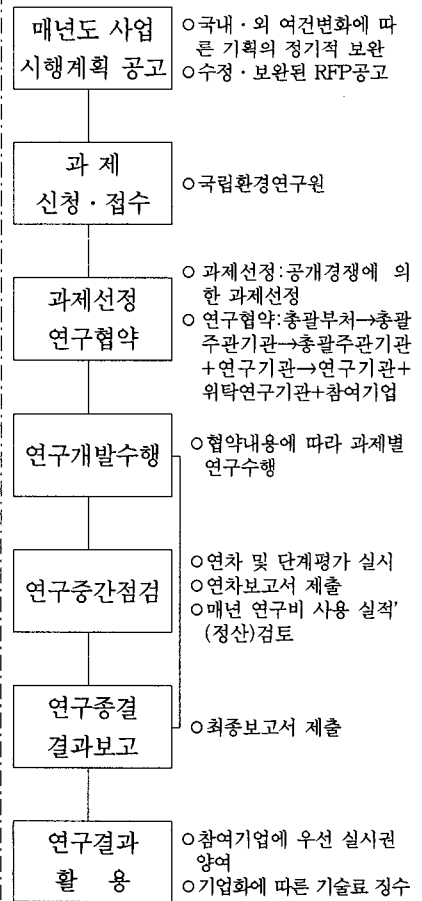 매년도 사업
시행계획 공고
○국내 · 외 여건변화에 따
른 기획의 정기적 보완
○수정 · 보완된 RFP공고
과 제
신청 · 접수
○국립환경연구원
과제선정
연구협약
○ 과제선정:공개경쟁에 의
한 과제선정
○ 연구협약:총괄부처→총괄
주관기관→총괄주관기관
+연구기관→연구기관+
위탁연구기관+참여기업
연구개발수행
○협약내용에 따라 과제별
연구수행
연구중간점검
○연차 및 단계평가 실시
○연차보고서 제출
○매년 연구비 사용 실적'
(정산)검토
연구종결
결과보고
○최종보고서 제출
연구결과
활 용
○참여기업에 우선 실시권
양여
○기업화에 따른 기술료 징수